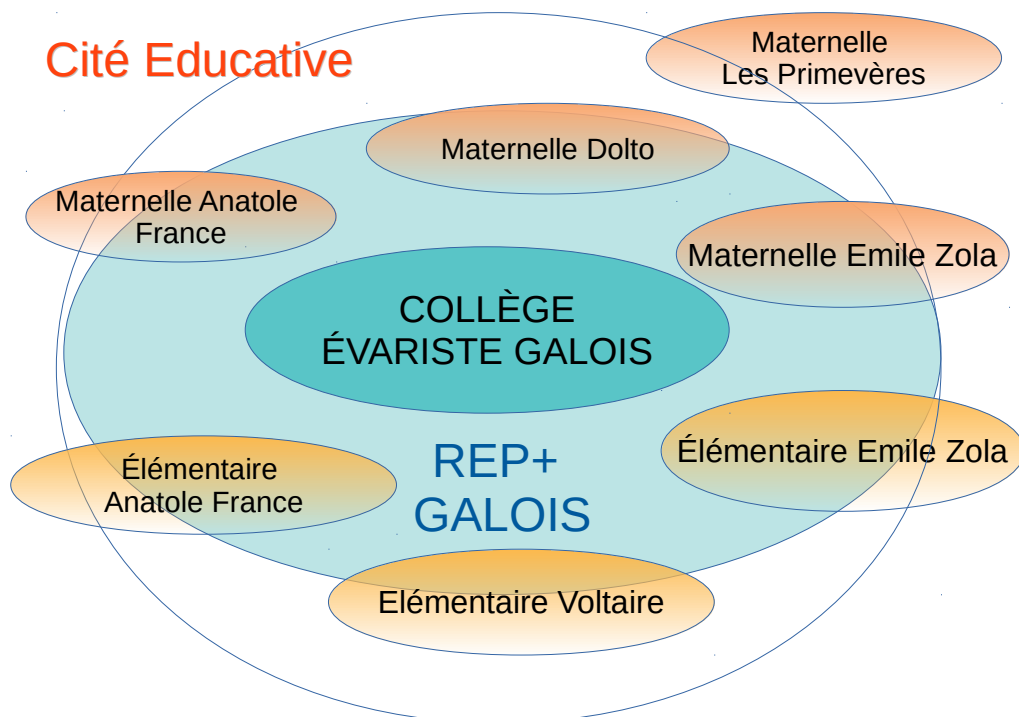 Cité Educative
Maternelle
Les Primevères
Maternelle Dolto
Maternelle Anatole
France
Maternelle Emile Zola
COLLÈGE
ÉVARISTE GALOIS
Élémentaire Emile Zola
Élémentaire
Anatole France
REP+
GALOIS
Elémentaire Voltaire